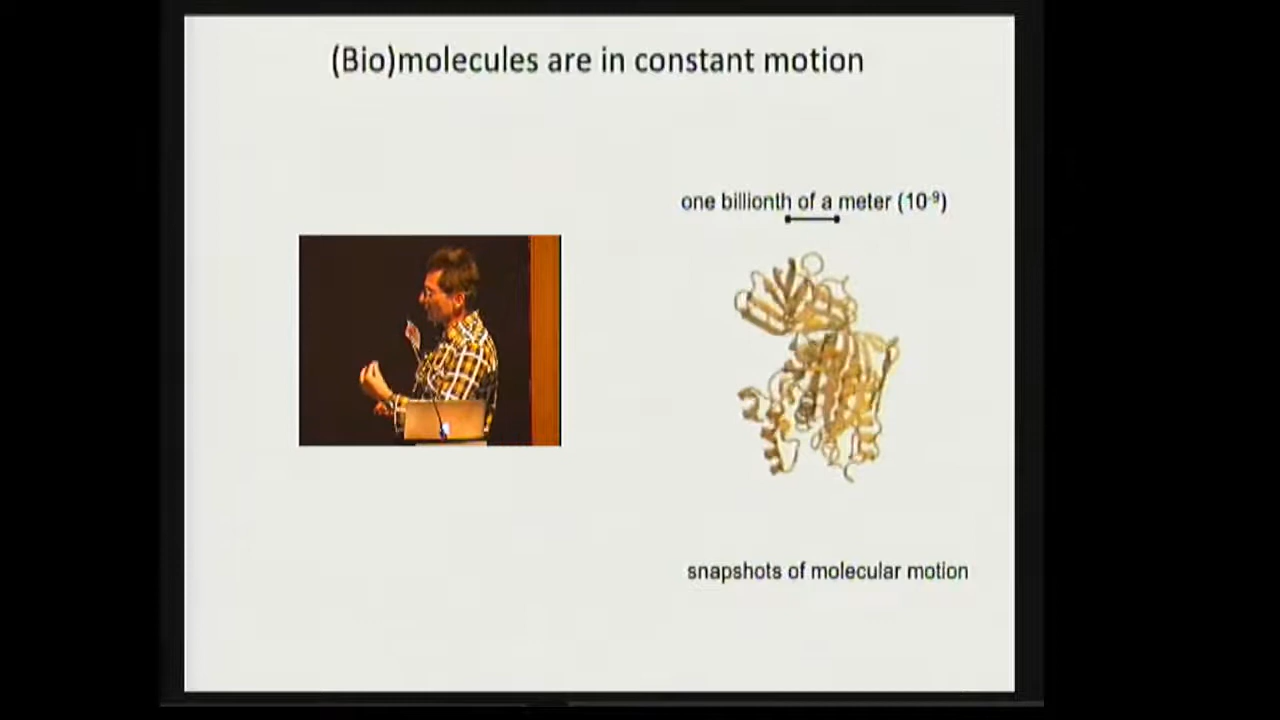 (Bio)molecules are in constant motion
one billionth of a meter (10⁻⁹)
snapshots of molecular motion